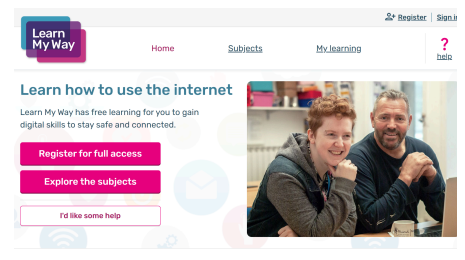 Register
Sign in
Learn
My Way
Home
Subjects
My learning
?
help
Learn how to use the internet
Learn My Way has free learning for you to gain
digital skills to stay safe and connected.
Register for full access
Explore the subjects
I'd like some help